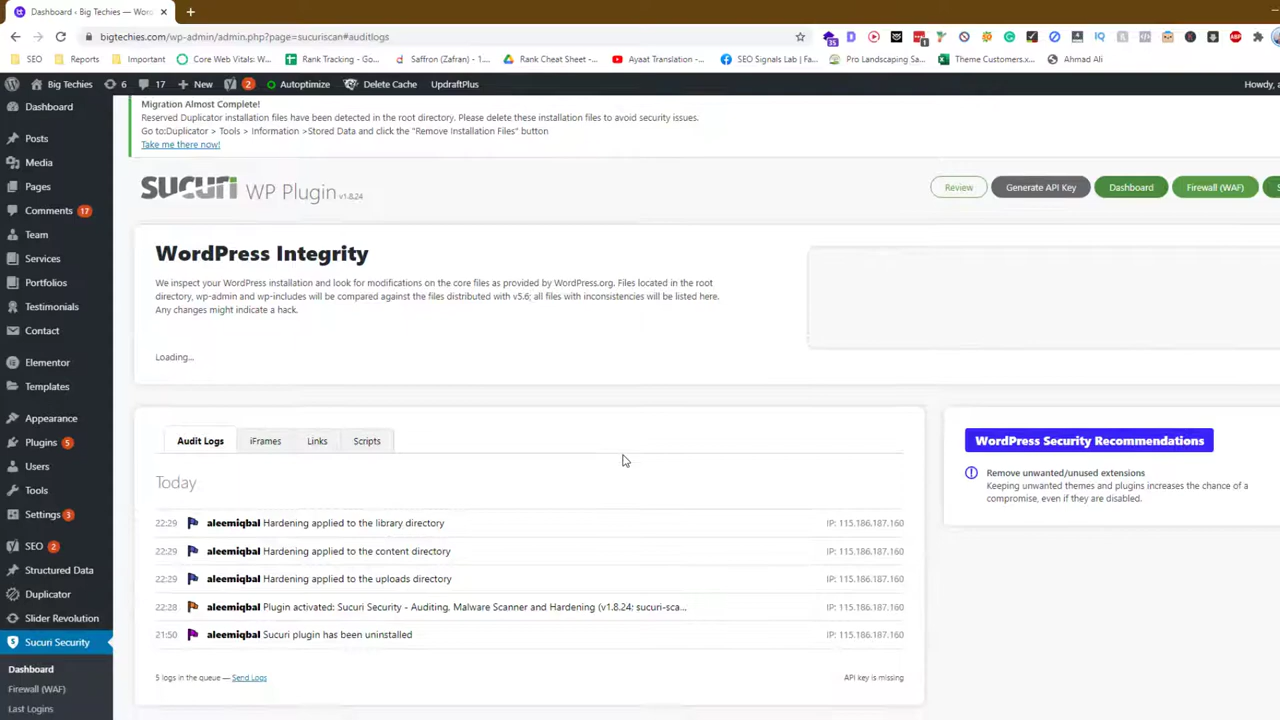 Dashboard ‹ Big Techies — Wordl
bigtechies.com/wp-admin/admin.php?page=sucuriscan#auditlogs
35
1
SEO Reports Important Core Web Vitals: W... Rank Tracking - Go... Saffron (Zafran) - 1.... Rank Cheat Sheet -... Ayaat Translation -... SEO Signals Lab | Fa... Pro Landscaping Sa... Theme Customers.x... Ahmad Ali
Big Techies 6 17 New 2 Autoptimize Delete Cache UpdraftPlus Howdy, a
Dashboard
Posts
Media
Pages
Comments 17
Team
Services
Portfolios
Testimonials
Contact
Elementor
Templates
Appearance
Plugins 5
Users
Tools
Settings 3
SEO 2
Structured Data
Duplicator
Slider Revolution
Sucuri Security
Dashboard
Firewall (WAF)
Last Logins
Migration Almost Complete!
Reserved Duplicator installation files have been detected in the root directory. Please delete these installation files to avoid security issues.
Go to:Duplicator > Tools > Information >Stored Data and click the "Remove Installation Files" button
Take me there now!
SUCURI WP Plugin v1.8.24
Review Generate API Key Dashboard Firewall (WAF)
WordPress Integrity
We inspect your WordPress installation and look for modifications on the core files as provided by WordPress.org. Files located in the root
directory, wp-admin and wp-includes will be compared against the files distributed with v5.6; all files with inconsistencies will be listed here.
Any changes might indicate a hack.
Loading...
Audit Logs iFrames Links Scripts
Today
22:29 aleemiqbal Hardening applied to the library directory IP: 115.186.187.160
22:29 aleemiqbal Hardening applied to the content directory IP: 115.186.187.160
22:29 aleemiqbal Hardening applied to the uploads directory IP: 115.186.187.160
22:28 aleemiqbal Plugin activated: Sucuri Security - Auditing, Malware Scanner and Hardening (v1.8.24; sucuri-sca... IP: 115.186.187.160
21:50 aleemiqbal Sucuri plugin has been uninstalled IP: 115.186.187.160
5 logs in the queue — Send Logs API key is missing
WordPress Security Recommendations
Remove unwanted/unused extensions
Keeping unwanted themes and plugins increases the chance of a
compromise, even if they are disabled.